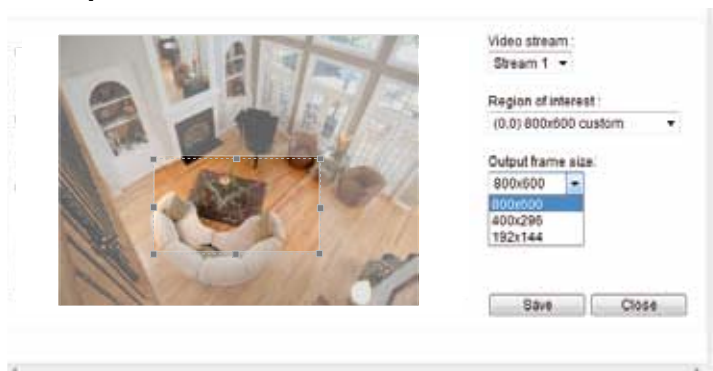 Video stream :
Stream 1
Region of interest :
(0,0) 800x600 custom
Output frame size:
800x600
800x600
400x296
192x144
Save
Close